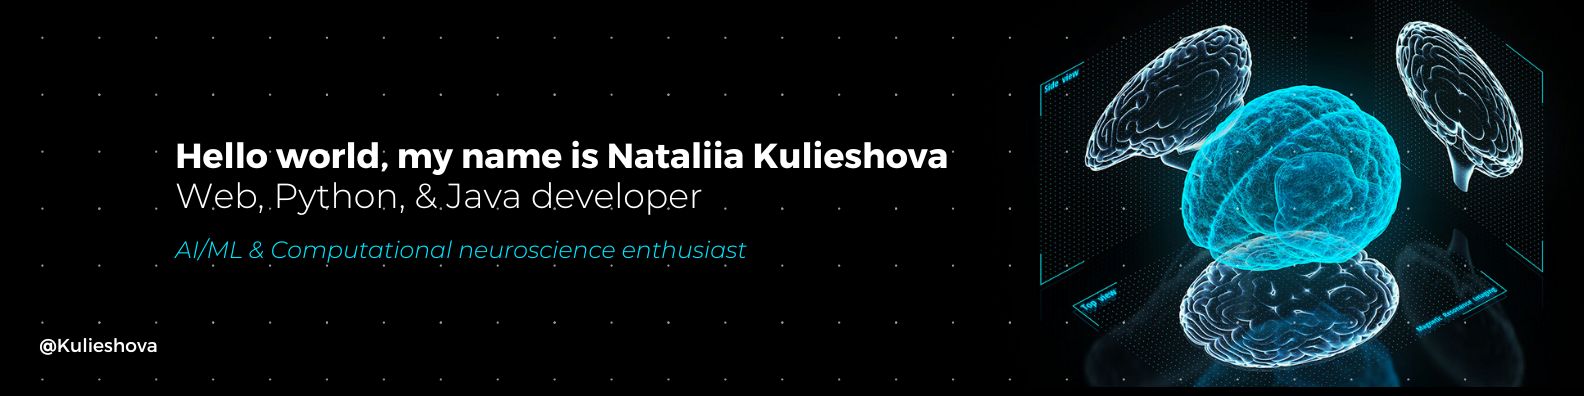 Hello world, my name is Nataliia Kulieshova
Web, Python, & Java developer
AI/ML & Computational neuroscience enthusiast
@Kulieshova
Side view
Top view
Magnetic Resonance Imaging